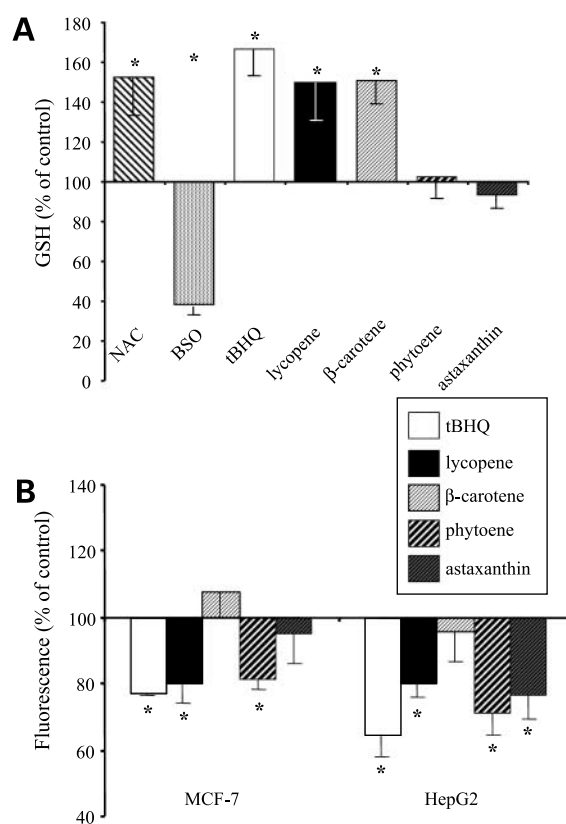 A
GSH (% of control)
180
160
140
120
100
80
60
40
20
0
*
*
*
*
*
NAC
BSO
tBHQ
lycopene
β-carotene
phytoene
astaxanthin
tBHQ
lycopene
β-carotene
phytoene
astaxanthin
B
Fluorescence (% of control)
140
120
100
80
60
40
*
*
*
*
*
*
*
MCF-7
HepG2